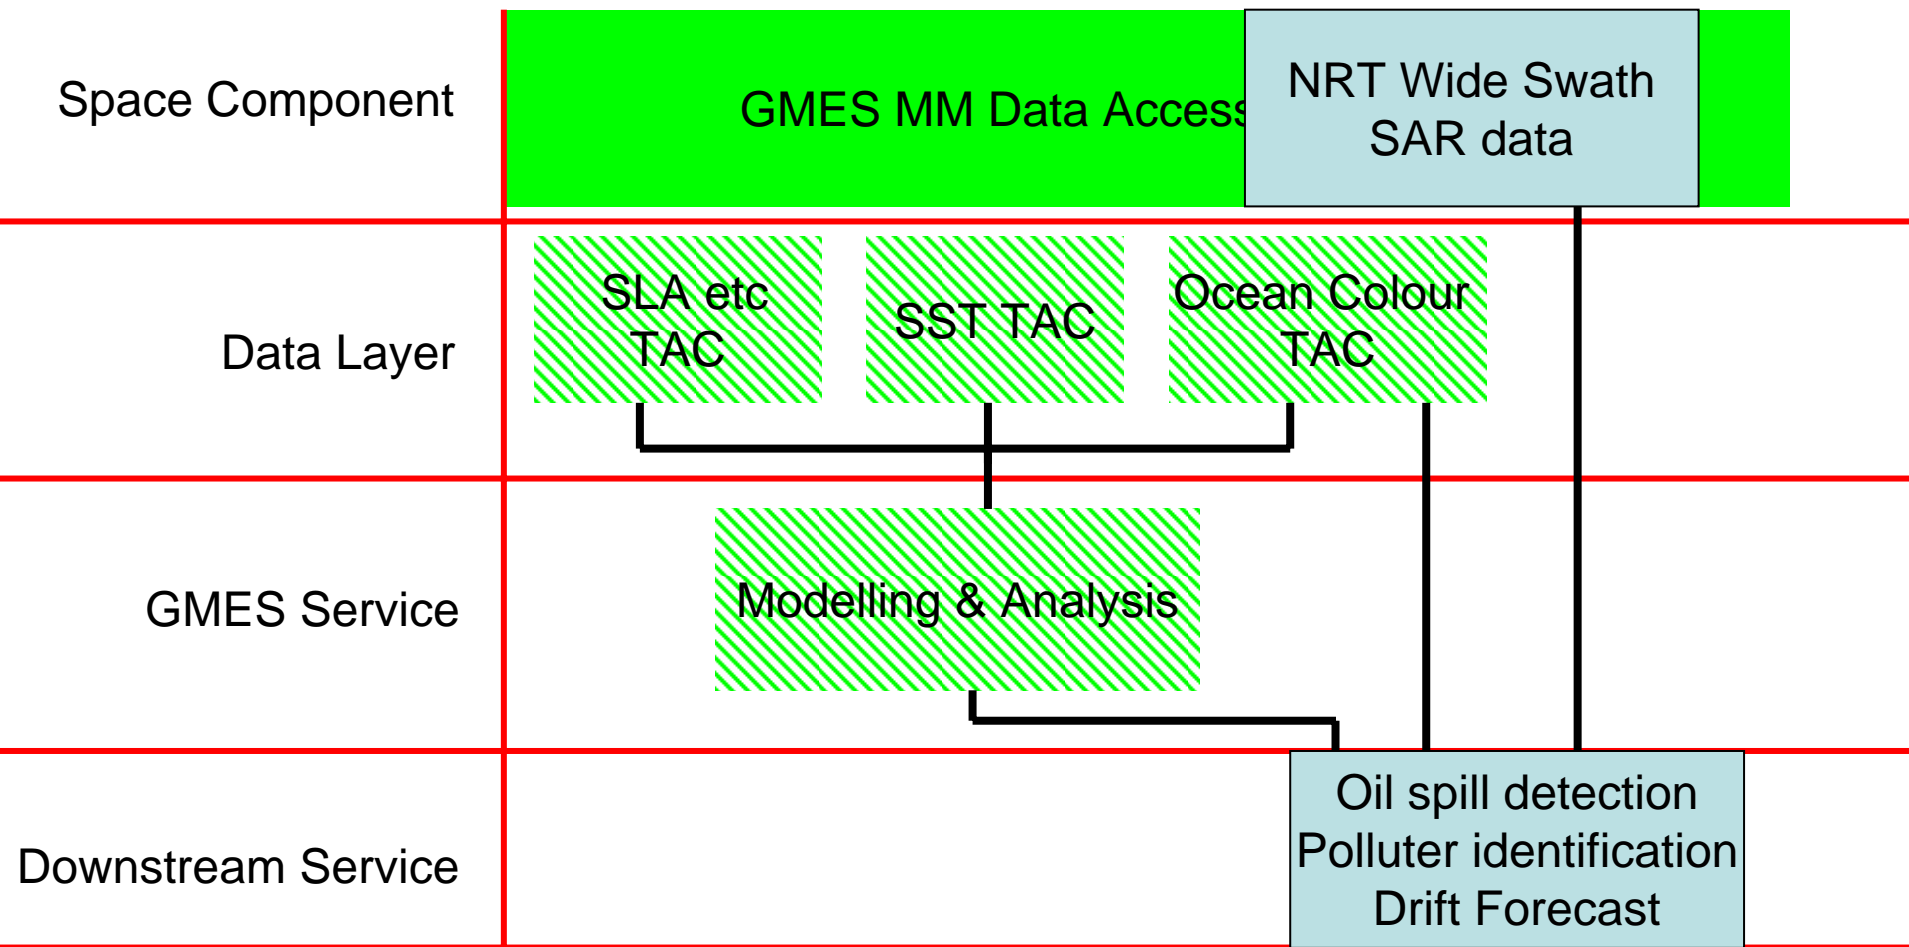 Space Component
GMES MM Data Access
NRT Wide Swath
SAR data
Data Layer
SLA etc
TAC
SST TAC
Ocean Colour
TAC
GMES Service
Modelling & Analysis
Downstream Service
Oil spill detection
Polluter identification
Drift Forecast